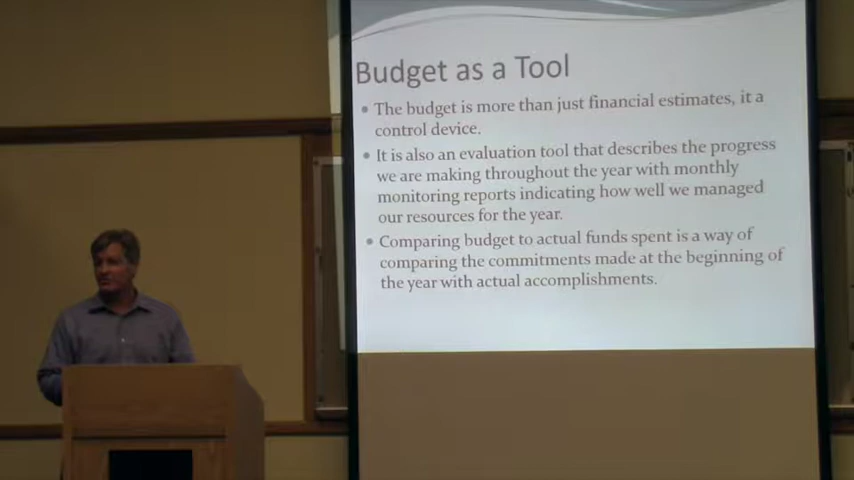 Budget as a Tool
• The budget is more than just financial estimates, it a
control device.
• It is also an evaluation tool that describes the progress
we are making throughout the year with monthly
monitoring reports indicating how well we managed
our resources for the year.
• Comparing budget to actual funds spent is a way of
comparing the commitments made at the beginning of
the year with actual accomplishments.